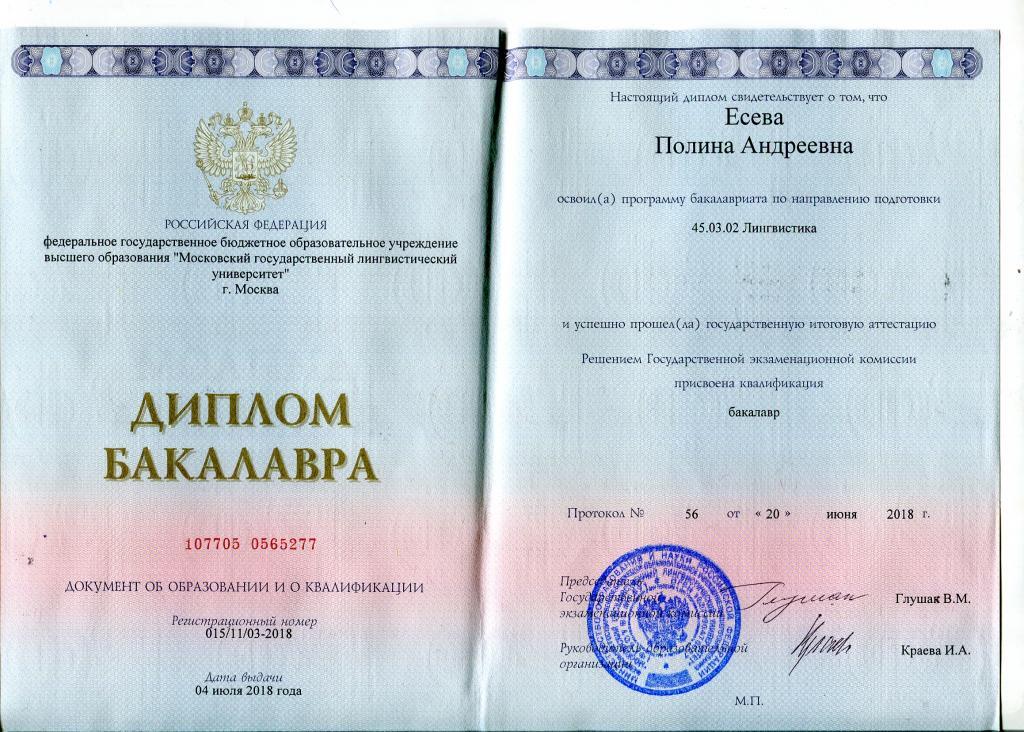 РОССИЙСКАЯ ФЕДЕРАЦИЯ
федеральное государственное бюджетное образовательное учреждение
высшего образования "Московский государственный лингвистический
университет"
г. Москва
ДИПЛОМ
БАКАЛАВРА
107705 0565277
ДОКУМЕНТ ОБ ОБРАЗОВАНИИ И О КВАЛИФИКАЦИИ
Регистрационный номер
015/11/03-2018
Дата выдачи
04 июля 2018 года
Настоящий диплом свидетельствует о том, что
Есева
Полина Андреевна
освоил(а) программу бакалавриата по направлению подготовки
45.03.02 Лингвистика
и успешно прошел(ла) государственную итоговую аттестацию
Решением Государственной экзаменационной комиссии
присвоена квалификация
бакалавр
Протокол № 56 от « 20 » июня 2018 г.
Председатель
Государственной
экзаменационной комиссии
Глушак В.М.
Руководитель образовательной
организации
Краева И.А.
М.П.